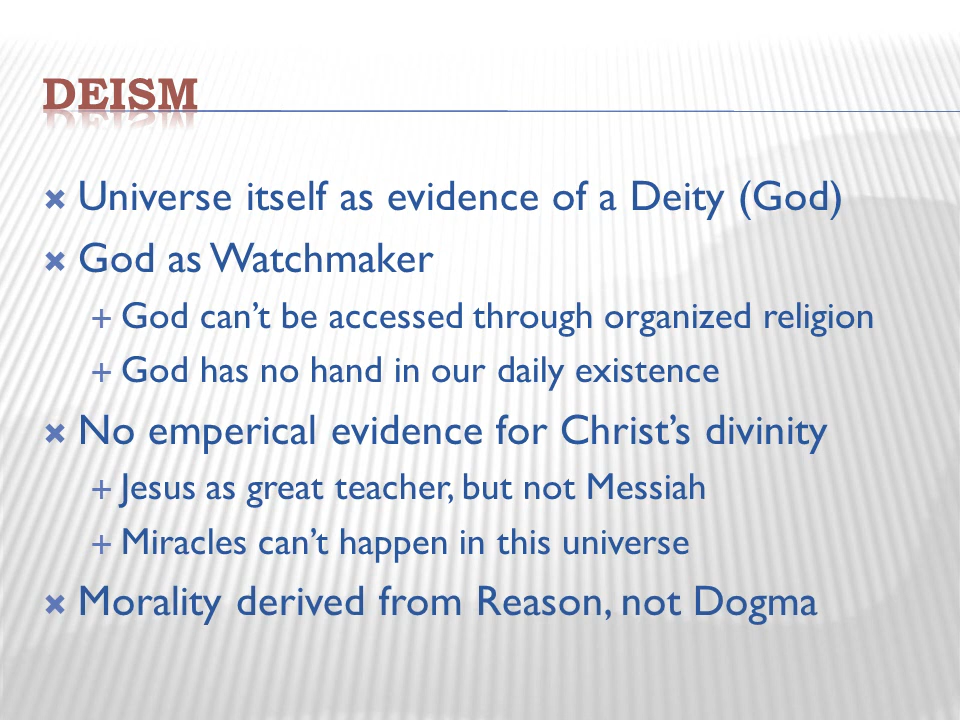 DEISM
Universe itself as evidence of a Deity (God)
God as Watchmaker
God can’t be accessed through organized religion
God has no hand in our daily existence
No emperical evidence for Christ’s divinity
Jesus as great teacher, but not Messiah
Miracles can’t happen in this universe
Morality derived from Reason, not Dogma